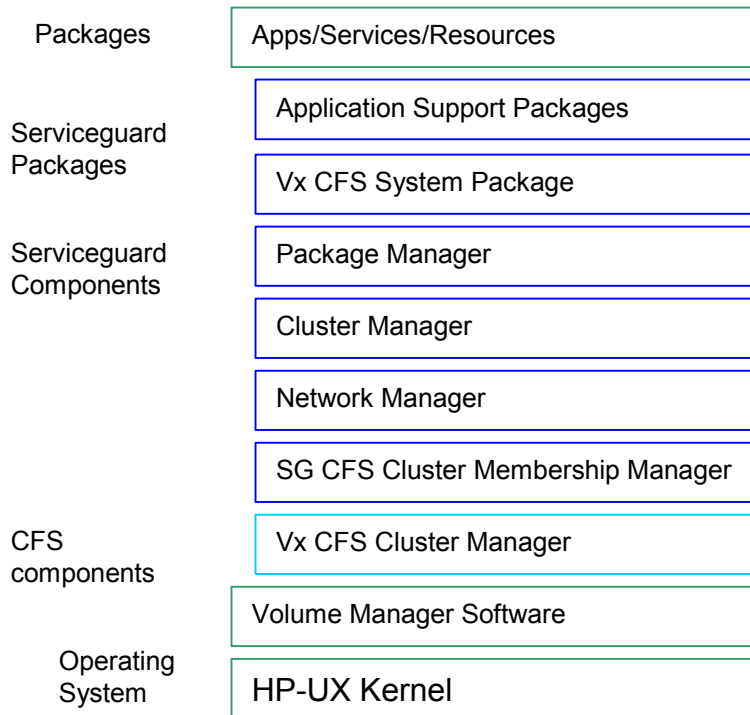 Packages
Apps/Services/Resources
Application Support Packages
Serviceguard
Packages
Vx CFS System Package
Serviceguard
Components
Package Manager
Cluster Manager
Network Manager
SG CFS Cluster Membership Manager
CFS
components
Vx CFS Cluster Manager
Volume Manager Software
Operating
System
HP-UX Kernel